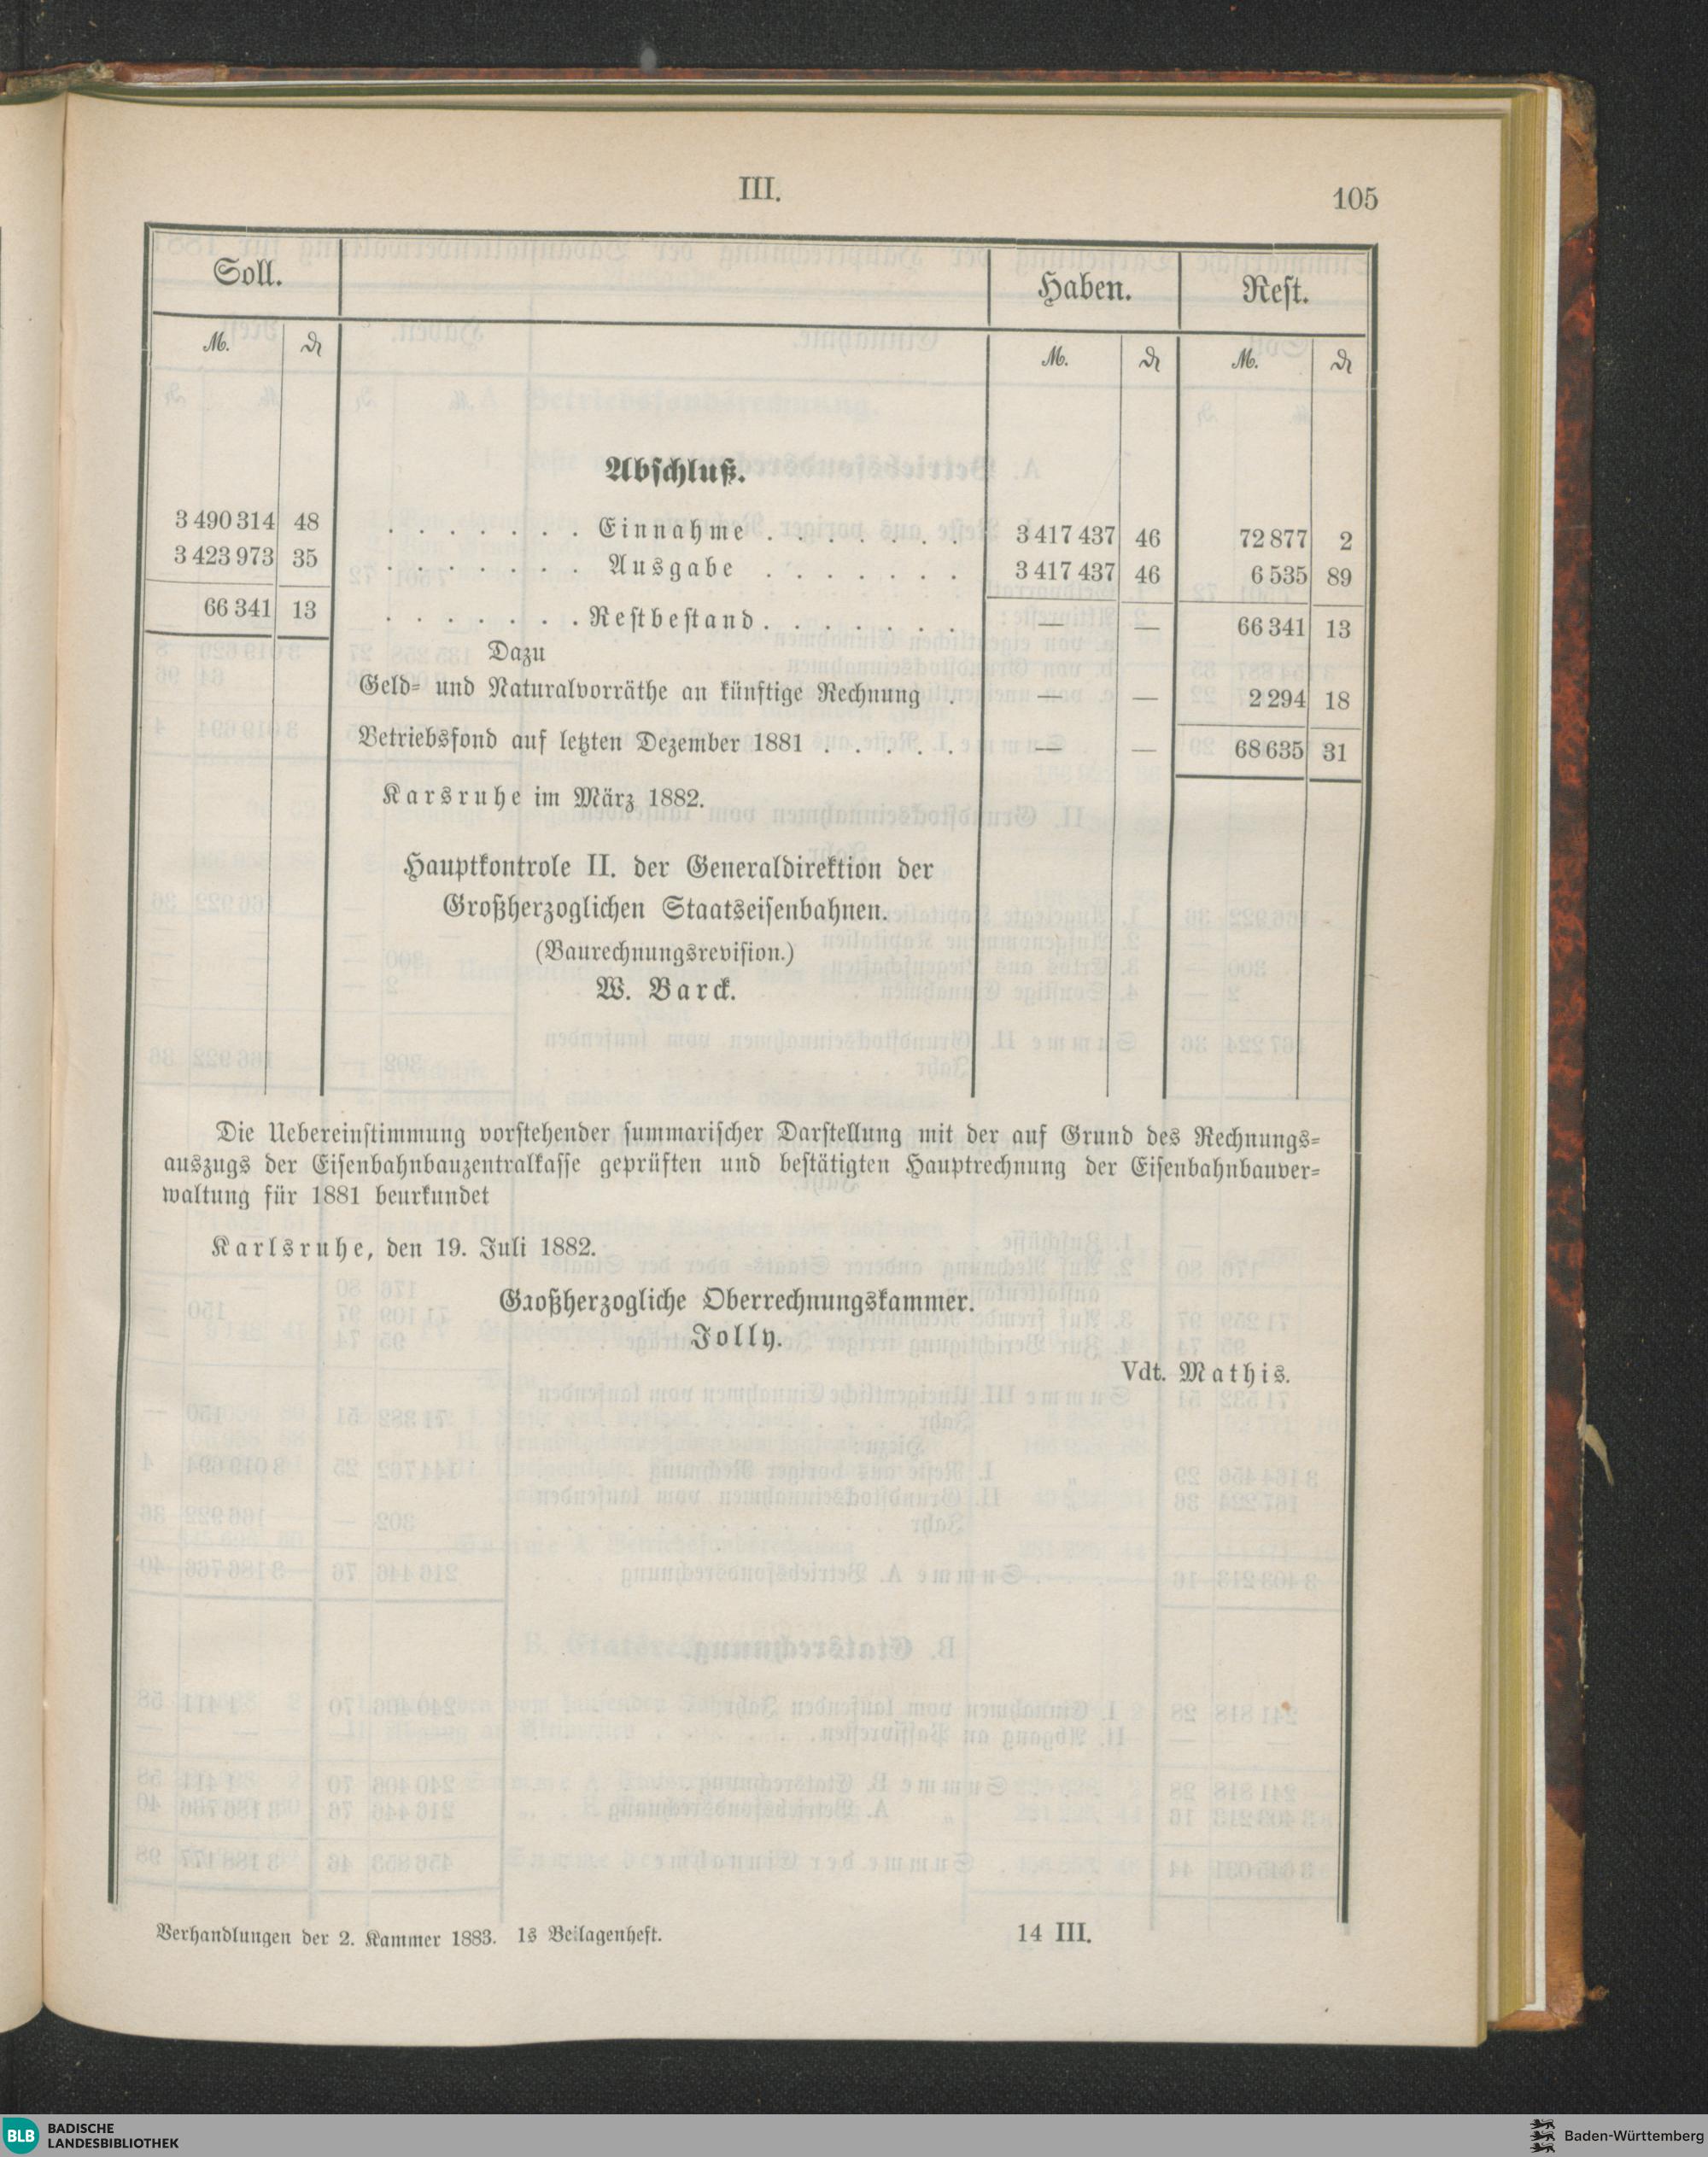 III.
105
Soll. Haben. Rest.
M. ₰ M. ₰ M. ₰
Abschluß.
3 490 314 48 . . . . . . . Einnahme . . . . . . . 3 417 437 46 72 877 2
3 423 973 35 . . . . . . . Ausgabe . . . . . . . 3 417 437 46 6 535 89
66 341 13 . . . . . . . Restbestand . . . . . . . — — 66 341 13
Dazu
Geld- und Naturalvorräthe an künftige Rechnung . — — 2 294 18
Betriebsfond auf letzten Dezember 1881 . . . . . — — 68 635 31
Karsruhe im März 1882.
Hauptkontrole II. der Generaldirektion der
Großherzoglichen Staatseisenbahnen.
(Baurechnungsrevision.)
W. Barck.
Die Uebereinstimmung vorstehender summarischer Darstellung mit der auf Grund des Rechnungs-
auszugs der Eisenbahnbauzentralkasse geprüften und bestätigten Hauptrechnung der Eisenbahnbauver-
waltung für 1881 beurkundet
Karlsruhe, den 19. Juli 1882.
Großherzogliche Oberrechnungskammer.
Jolly.
Vdt. Mathis.
Verhandlungen der 2. Kammer 1883. 1s Beilagenheft. 14 III.
BLB BADISCHE
LANDESBIBLIOTHEK
Baden-Württemberg